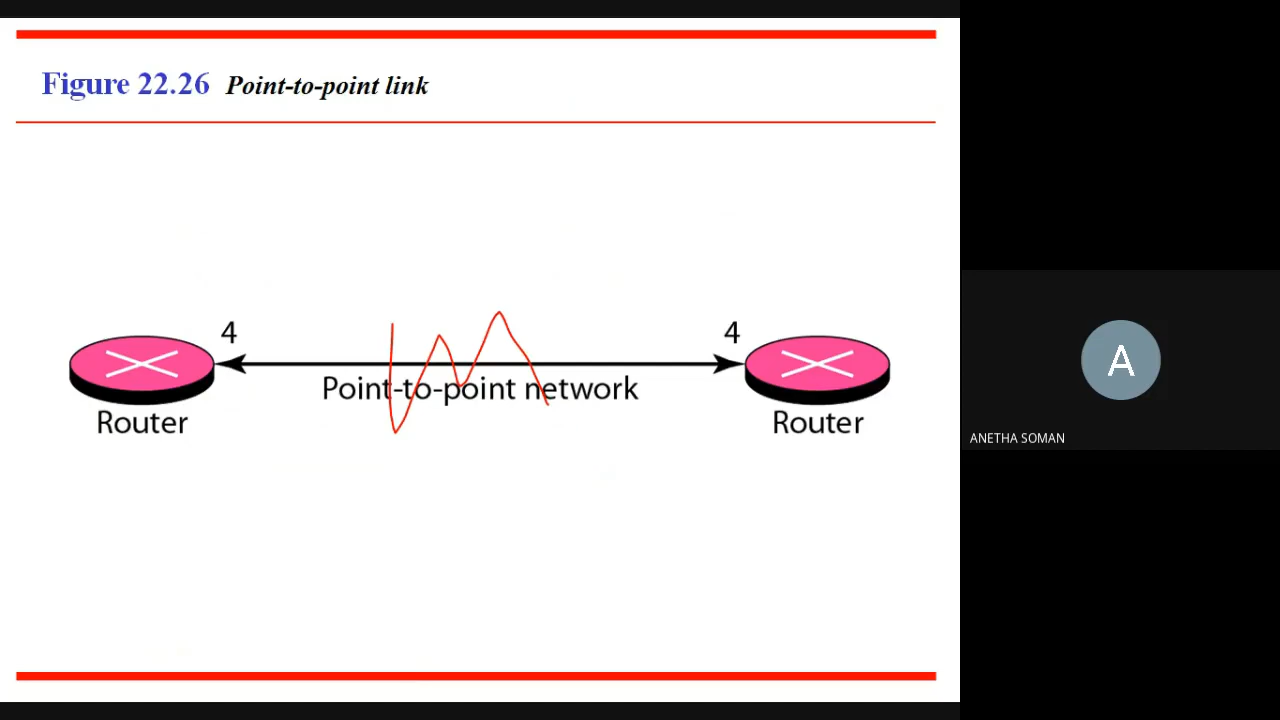 Figure 22.26 Point-to-point link
4 4
Point-to-point network
Router Router
A
ANETHA SOMAN